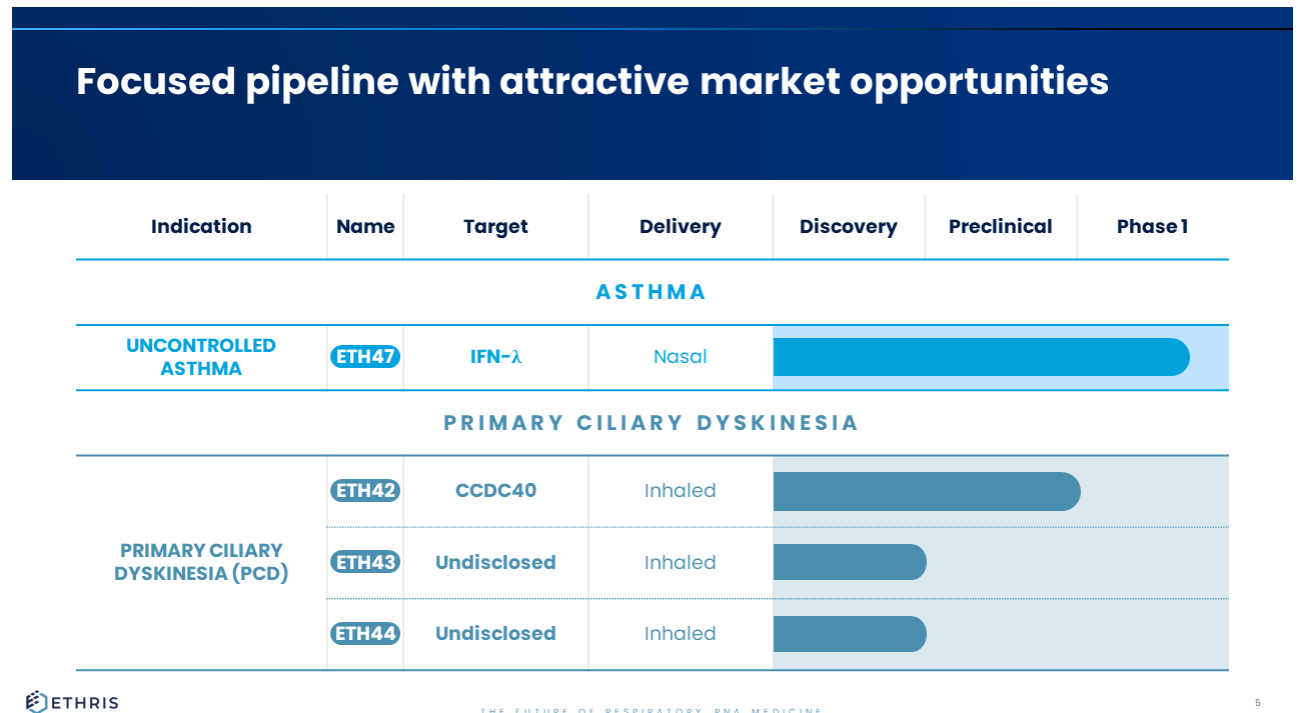 Focused pipeline with attractive market opportunities
Indication Name Target Delivery Discovery Preclinical Phase 1
ASTHMA
UNCONTROLLED
ASTHMA
ETH47 IFN-λ Nasal
PRIMARY CILIARY DYSKINESIA
PRIMARY CILIARY
DYSKINESIA (PCD)
ETH42 CCDC40 Inhaled
ETH43 Undisclosed Inhaled
ETH44 Undisclosed Inhaled
ETHRIS
THE FUTURE OF RESPIRATORY RNA MEDICINE
5